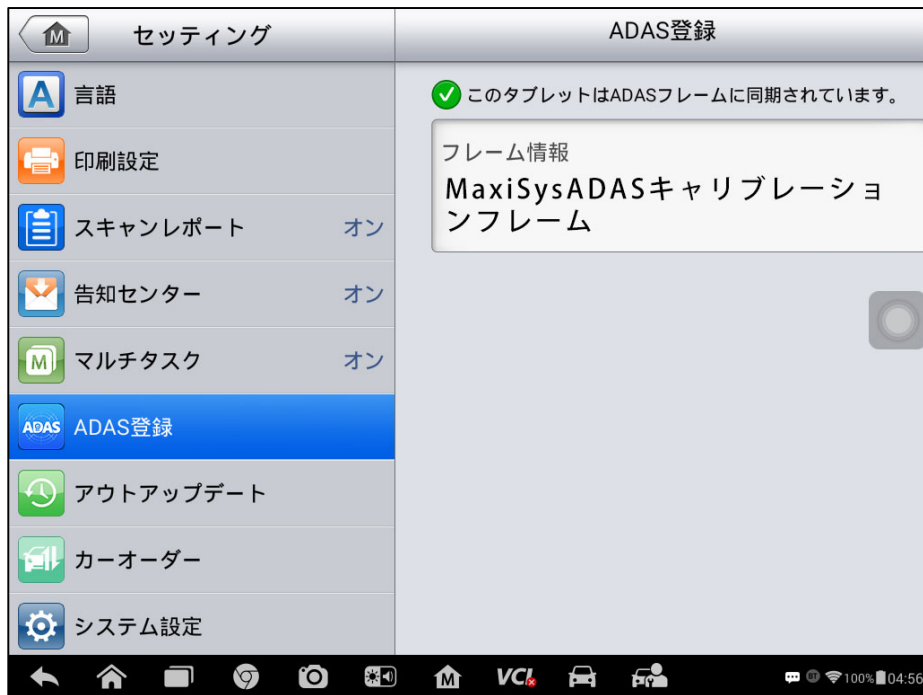 セッティング
ADAS登録
言語
印刷設定
スキャンレポート オン
告知センター オン
マルチタスク オン
ADAS登録
アウトアップデート
カーオーダー
システム設定
このタブレットはADASフレームに同期されています。
フレーム情報
MaxiSysADASキャリブレーショ
ンフレーム
VCI
100% 04:56